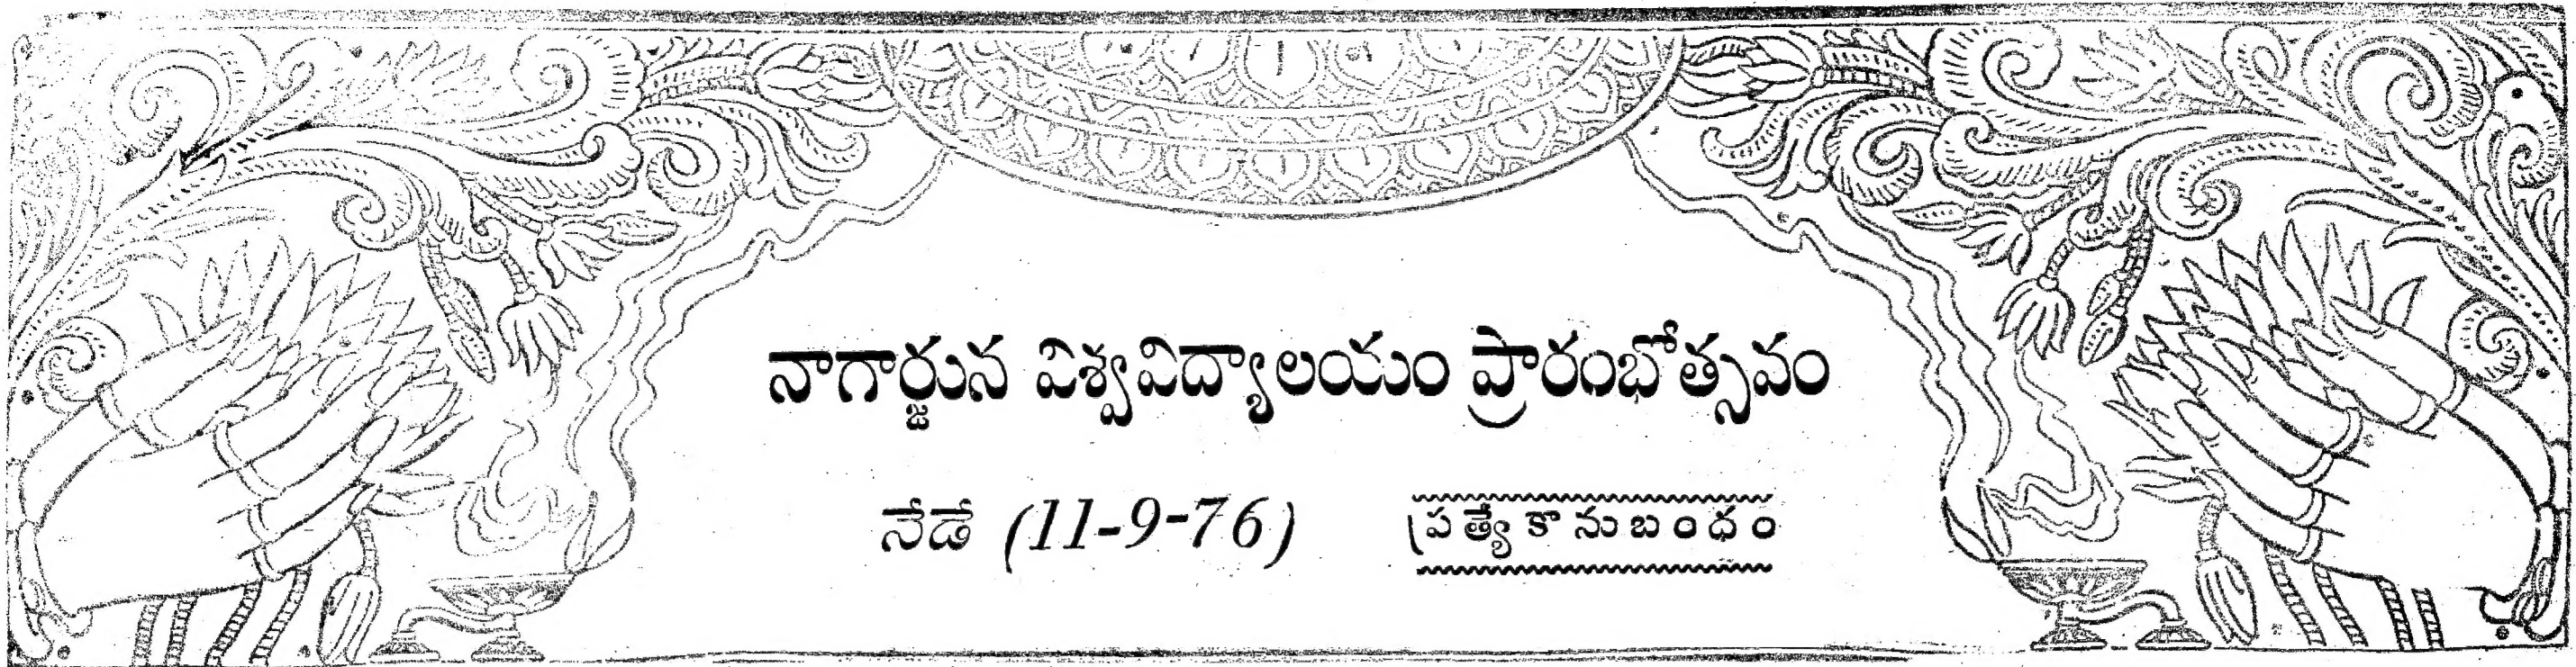 నాగార్జున విశ్వవిద్యాలయం ప్రారంభోత్సవం
నేడే (11-9-76) ప్రత్యేకానుబంధం